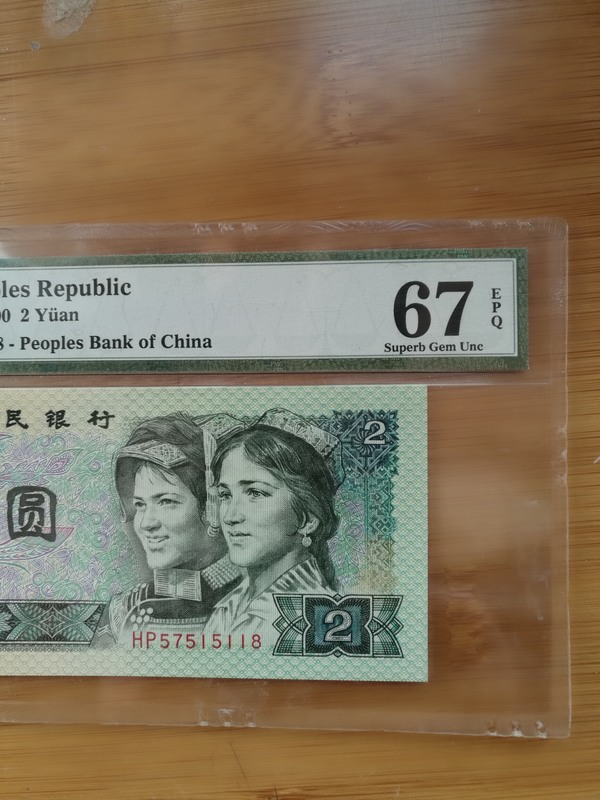 ples Republic
00 2 Yüan
8 - Peoples Bank of China
67
EPQ
Superb Gem Unc
民银行
2
圆
HP57515118
2